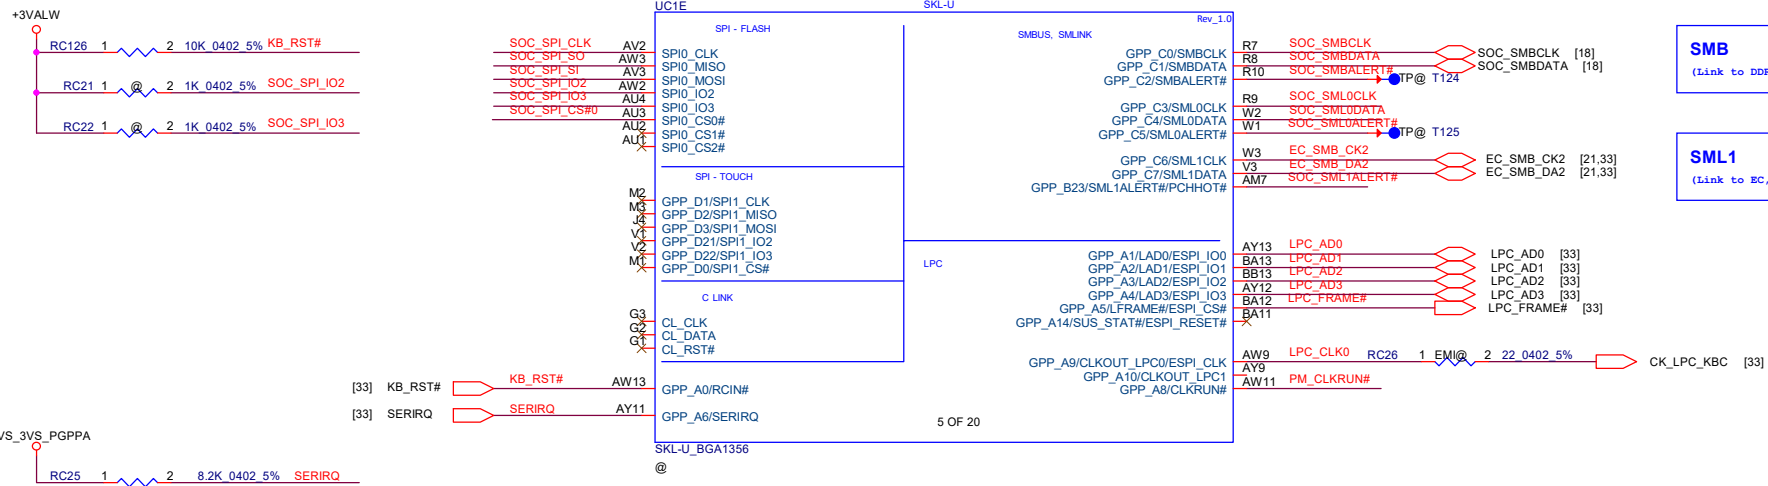 +3VALW
RC126 1 2 10K_0402_5% KB_RST#
RC21 1 @ 2 1K_0402_5% SOC_SPI_IO2
RC22 1 @ 2 1K_0402_5% SOC_SPI_IO3
UC1E
SKL-U
Rev_1.0
SPI - FLASH
SOC_SPI_CLK AV2 SPI0_CLK
SOC_SPI_SO AW3 SPI0_MISO
SOC_SPI_SI AV3 SPI0_MOSI
SOC_SPI_IO2 AW2 SPI0_IO2
SOC_SPI_IO3 AU4 SPI0_IO3
SOC_SPI_CS#0 AU3 SPI0_CS0#
AU2 SPI0_CS1#
AU1 SPI0_CS2#
SPI - TOUCH
M2 GPP_D1/SPI1_CLK
M3 GPP_D2/SPI1_MISO
J4 GPP_D3/SPI1_MOSI
V1 GPP_D21/SPI1_IO2
V2 GPP_D22/SPI1_IO3
M1 GPP_D0/SPI1_CS#
C LINK
G3 CL_CLK
G2 CL_DATA
G1 CL_RST#
[33] KB_RST# KB_RST# AW13 GPP_A0/RCIN#
[33] SERIRQ SERIRQ AY11 GPP_A6/SERIRQ
SMBUS, SMLINK
GPP_C0/SMBCLK R7 SOC_SMBCLK SOC_SMBCLK [18]
GPP_C1/SMBDATA R8 SOC_SMBDATA SOC_SMBDATA [18]
GPP_C2/SMBALERT# R10 SOC_SMBALERT# TP@ T124
GPP_C3/SML0CLK R9 SOC_SML0CLK
GPP_C4/SML0DATA W2 SOC_SML0DATA
GPP_C5/SML0ALERT# W1 SOC_SML0ALERT# TP@ T125
GPP_C6/SML1CLK W3 EC_SMB_CK2 EC_SMB_CK2 [21,33]
GPP_C7/SML1DATA V3 EC_SMB_DA2 EC_SMB_DA2 [21,33]
GPP_B23/SML1ALERT#/PCHHOT# AM7 SOC_SML1ALERT#
LPC
GPP_A1/LAD0/ESPI_IO0 AY13 LPC_AD0 LPC_AD0 [33]
GPP_A2/LAD1/ESPI_IO1 BA13 LPC_AD1 LPC_AD1 [33]
GPP_A3/LAD2/ESPI_IO2 BB13 LPC_AD2 LPC_AD2 [33]
GPP_A4/LAD3/ESPI_IO3 AY12 LPC_AD3 LPC_AD3 [33]
GPP_A5/LFRAME#/ESPI_CS# BA12 LPC_FRAME# LPC_FRAME# [33]
GPP_A14/SUS_STAT#/ESPI_RESET# BA11
GPP_A9/CLKOUT_LPC0/ESPI_CLK AW9 LPC_CLK0 RC26 1 EMI@ 2 22_0402_5% CK_LPC_KBC [33]
GPP_A10/CLKOUT_LPC1 AY9
GPP_A8/CLKRUN# AW11 PM_CLKRUN#
5 OF 20
SKL-U_BGA1356
@
SMB
(Link to
SML1
(Link to EC,
VS_3VS_PGPPA
RC25 1 2 8.2K_0402_5% SERIRQ